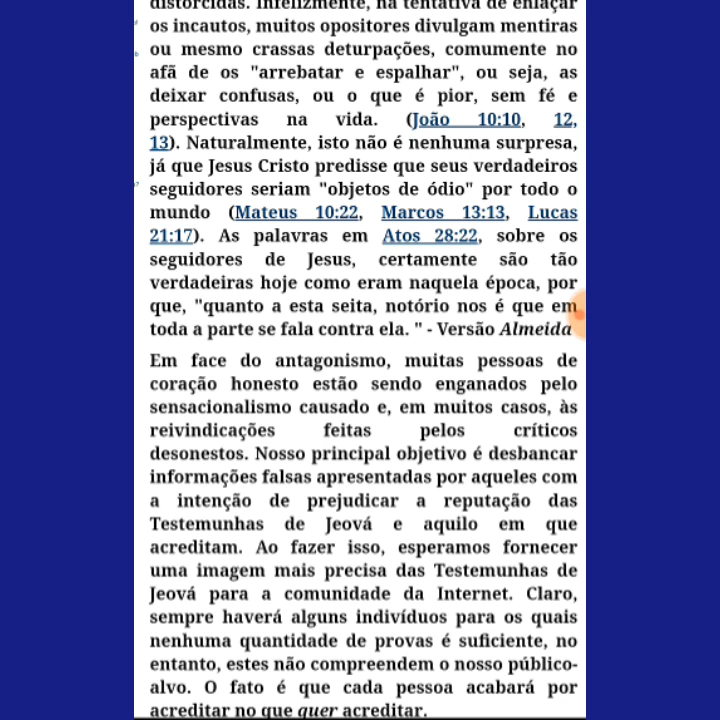 distorcidas. Infelizmente, na tentativa de enlaçar
os incautos, muitos opositores divulgam mentiras
ou mesmo crassas deturpações, comumente no
afã de os "arrebatar e espalhar", ou seja, as
deixar confusas, ou o que é pior, sem fé e
perspectivas na vida. (João 10:10, 12,
13). Naturalmente, isto não é nenhuma surpresa,
já que Jesus Cristo predisse que seus verdadeiros
seguidores seriam "objetos de ódio" por todo o
mundo (Mateus 10:22, Marcos 13:13, Lucas
21:17). As palavras em Atos 28:22, sobre os
seguidores de Jesus, certamente são tão
verdadeiras hoje como eram naquela época, por
que, "quanto a esta seita, notório nos é que em
toda a parte se fala contra ela. " - Versão Almeida
Em face do antagonismo, muitas pessoas de
coração honesto estão sendo enganados pelo
sensacionalismo causado e, em muitos casos, às
reivindicações feitas pelos críticos
desonestos. Nosso principal objetivo é desbancar
informações falsas apresentadas por aqueles com
a intenção de prejudicar a reputação das
Testemunhas de Jeová e aquilo em que
acreditam. Ao fazer isso, esperamos fornecer
uma imagem mais precisa das Testemunhas de
Jeová para a comunidade da Internet. Claro,
sempre haverá alguns indivíduos para os quais
nenhuma quantidade de provas é suficiente, no
entanto, estes não compreendem o nosso público-
alvo. O fato é que cada pessoa acabará por
acreditar no que quer acreditar.